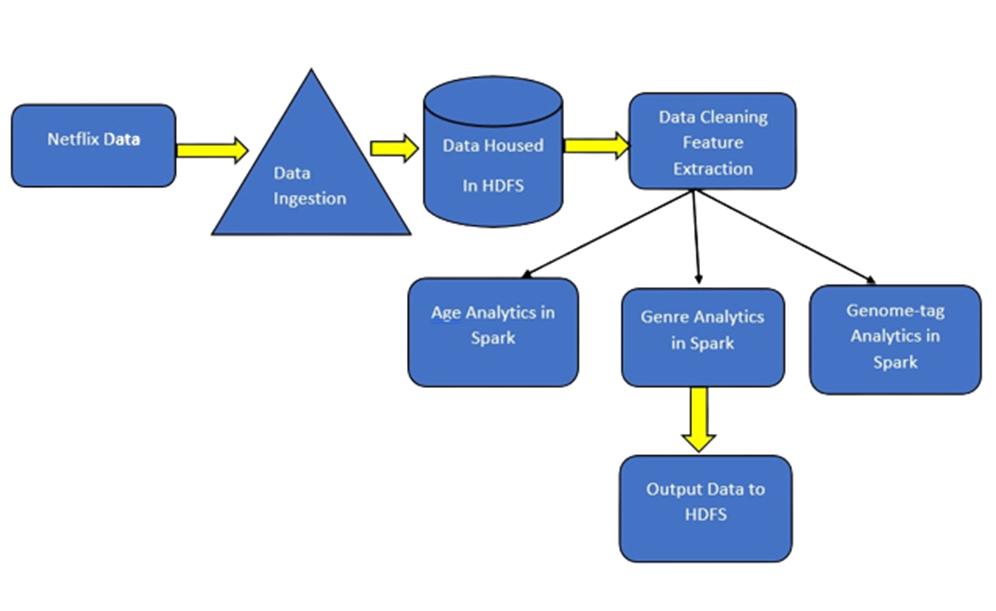 Netflix Data
Data
Ingestion
Data Housed
In HDFS
Data Cleaning
Feature
Extraction
Age Analytics in
Spark
Genre Analytics
in Spark
Genome-tag
Analytics in
Spark
Output Data to
HDFS